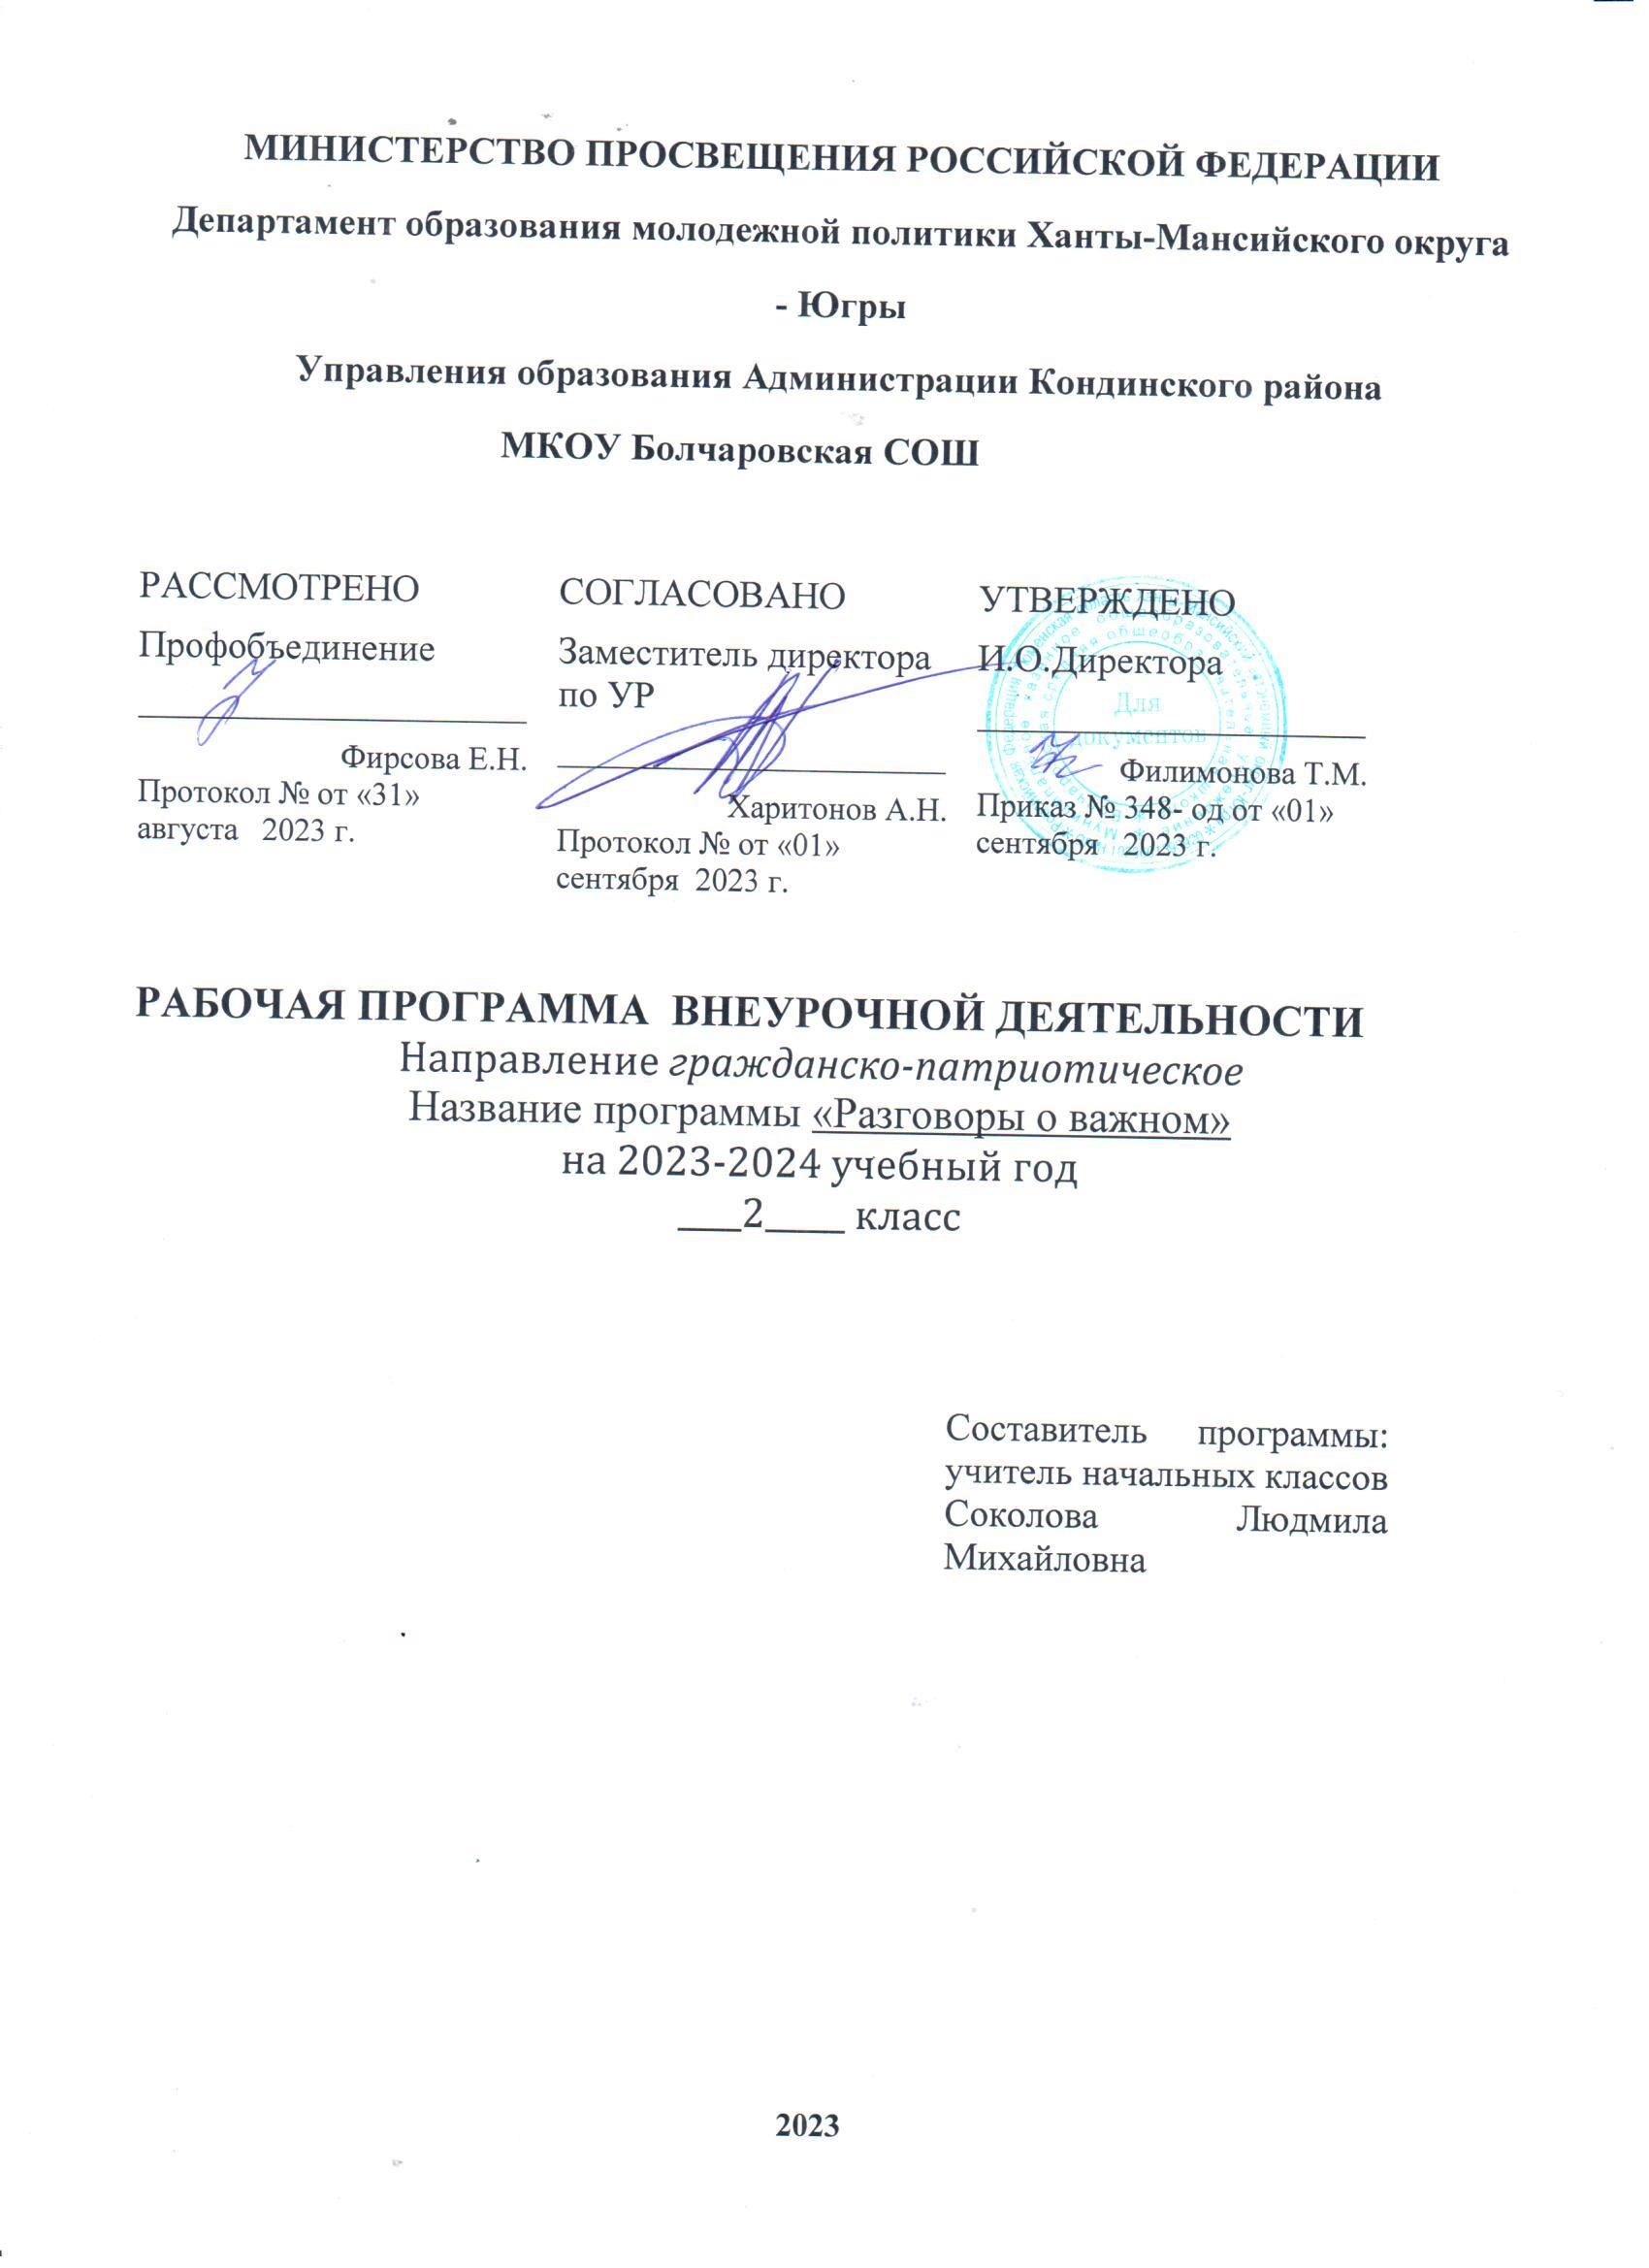 МИНИСТЕРСТВО ПРОСВЕЩЕНИЯ РОССИЙСКОЙ ФЕДЕРАЦИИ
Департамент образования молодежной политики Ханты-Мансийского округа
- Югры
Управления образования Администрации Кондинского района
МКОУ Болчаровская СОШ
РАССМОТРЕНО
Профобъединение
Фирсова Е.Н.
Протокол № от «31»
августа 2023 г.
СОГЛАСОВАНО
Заместитель директора
по УР
Харитонов А.Н.
Протокол № от «01»
сентября 2023 г.
УТВЕРЖДЕНО
И.О.Директора
Филимонова Т.М.
Приказ № 348- од от «01»
сентября 2023 г.
Для
документов
РАБОЧАЯ ПРОГРАММА ВНЕУРОЧНОЙ ДЕЯТЕЛЬНОСТИ
Направление гражданско-патриотическое
Название программы «Разговоры о важном»
на 2023-2024 учебный год
____2_____ класс
Составитель программы:
учитель начальных классов
Соколова Людмила
Михайловна
2023